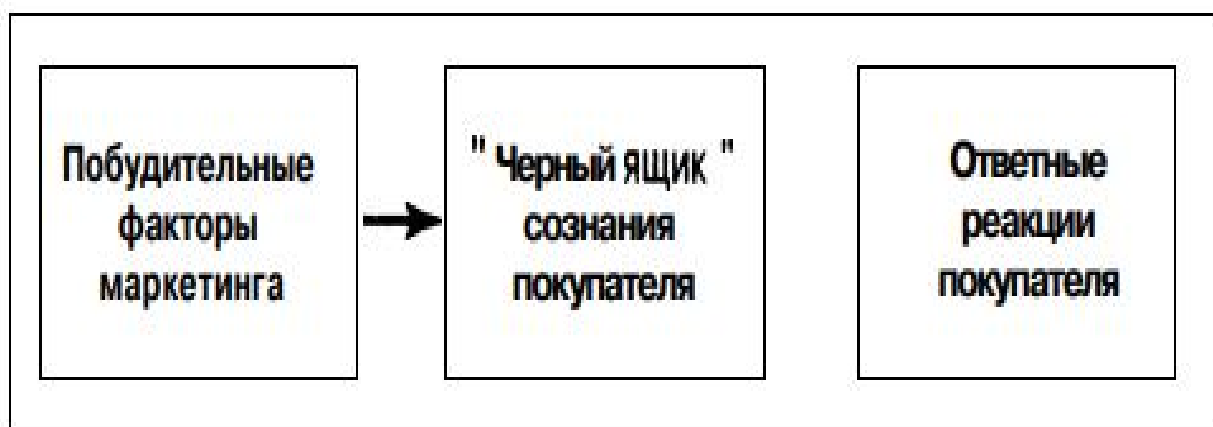 Побудительные
факторы
маркетинга
" Черный ящик "
сознания
покупателя
Ответные
реакции
покупателя